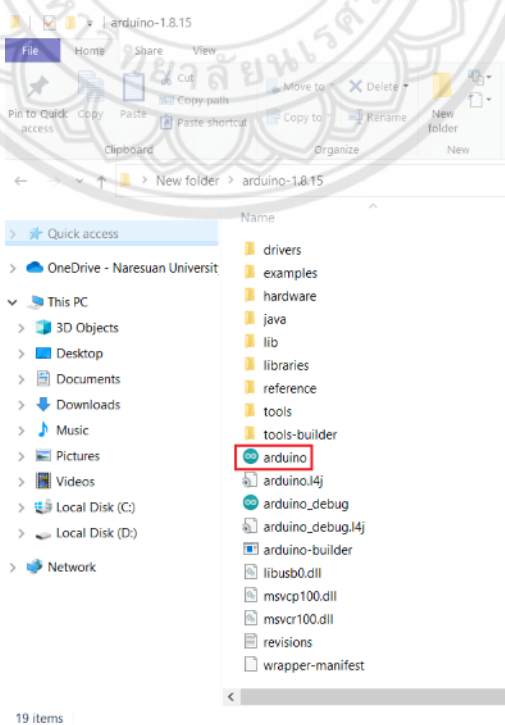 arduino-1.8.15
File Home Share View
Pin to Quick access
Copy
Paste
Cut
Copy path
Paste shortcut
Clipboard
Move to
Copy to
Delete
Rename
Organize
New folder
New
New folder > arduino-1.8.15
Quick access
OneDrive - Naresuan Universit
This PC
3D Objects
Desktop
Documents
Downloads
Music
Pictures
Videos
Local Disk (C:)
Local Disk (D:)
Network
Name
drivers
examples
hardware
java
lib
libraries
reference
tools
tools-builder
arduino
arduino.l4j
arduino_debug
arduino_debug.l4j
arduino-builder
libusb0.dll
msvcp100.dll
msvcr100.dll
revisions
wrapper-manifest
19 items